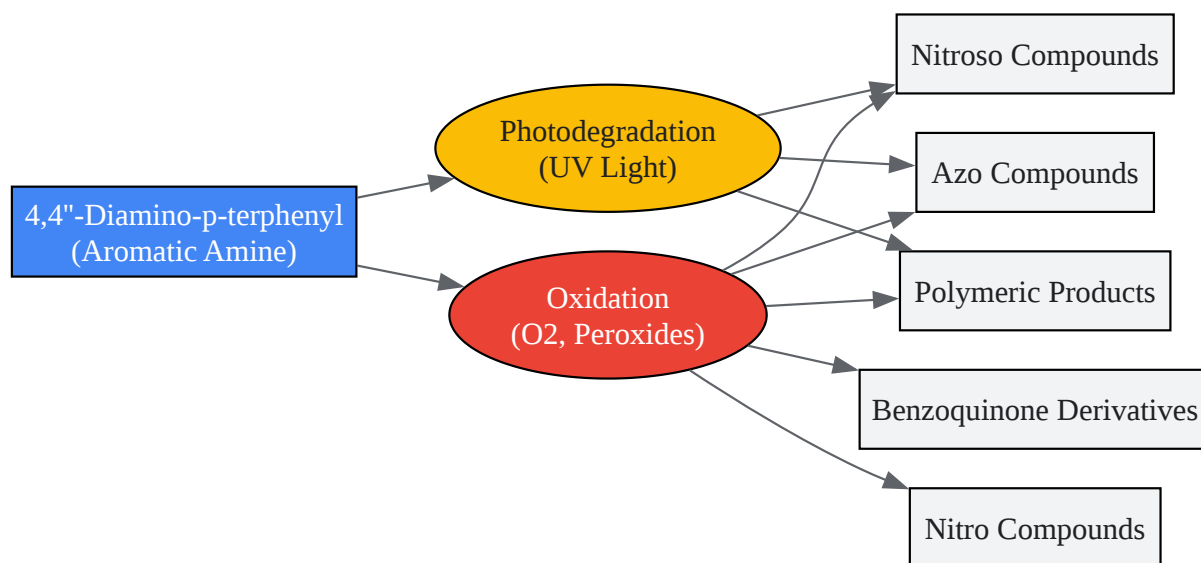 4,4"-Diamino-p-terphenyl
(Aromatic Amine)
Photodegradation
(UV Light)
Oxidation
(O2, Peroxides)
Nitroso Compounds
Azo Compounds
Polymeric Products
Benzoquinone Derivatives
Nitro Compounds